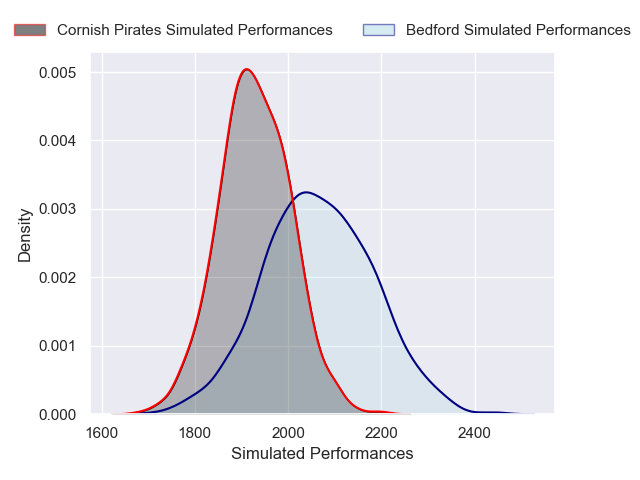 Cornish Pirates Simulated Performances Bedford Simulated Performances
0.005
0.004
0.003
0.002
0.001
0.000
Density
1600 1800 2000 2200 2400
Simulated Performances